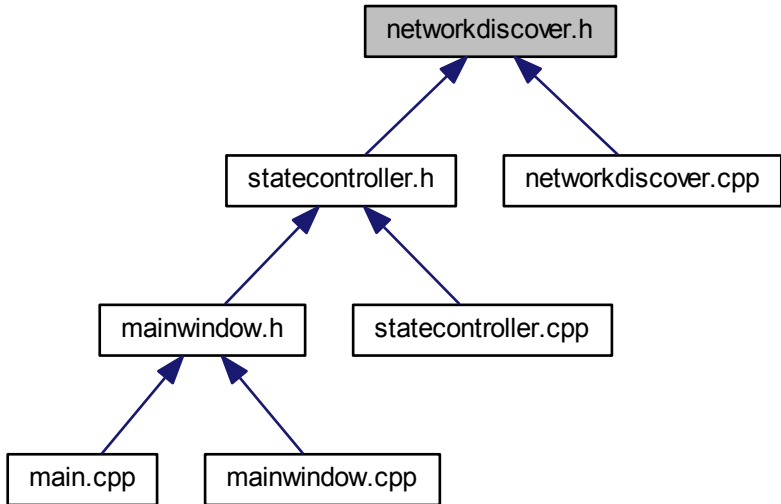 networkdiscover.h
statecontroller.h
networkdiscover.cpp
mainwindow.h
statecontroller.cpp
main.cpp
mainwindow.cpp